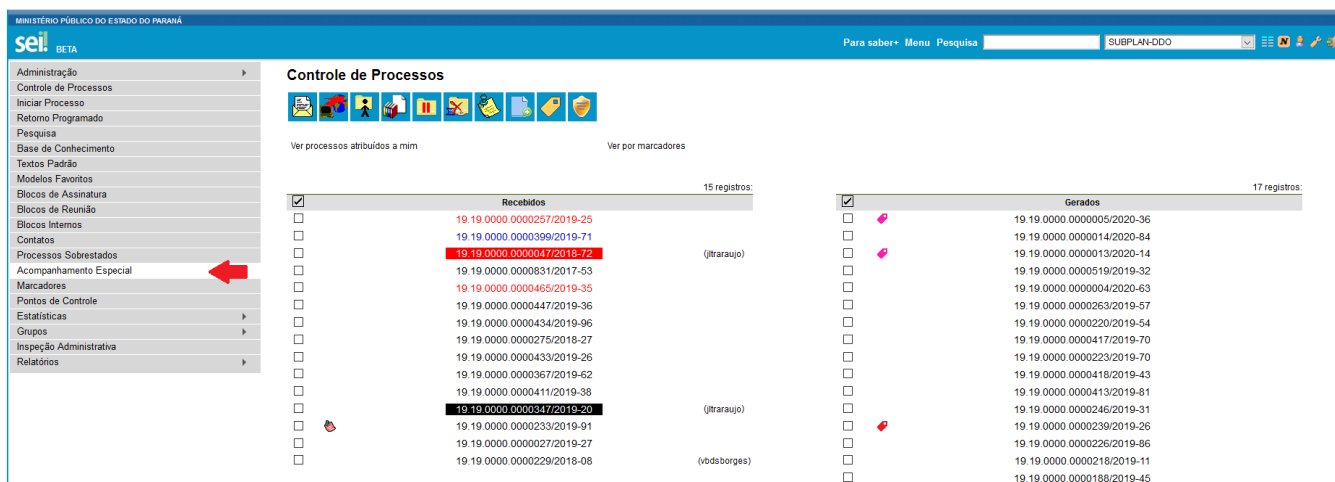 MINISTÉRIO PÚBLICO DO ESTADO DO PARANÁ
sei! BETA
Para saber+ Menu Pesquisa SUBPLAN-DDO N
Administração
Controle de Processos
Iniciar Processo
Retorno Programado
Pesquisa
Base de Conhecimento
Textos Padrão
Modelos Favoritos
Blocos de Assinatura
Blocos de Reunião
Blocos Internos
Contatos
Processos Sobrestados
Acompanhamento Especial
Marcadores
Pontos de Controle
Estatísticas
Grupos
Inspeção Administrativa
Relatórios
Controle de Processos
Ver processos atribuídos a mim Ver por marcadores
15 registros:
Recebidos
19.19.0000.0000257/2019-25
19.19.0000.0000399/2019-71
19.19.0000.0000047/2018-72 (jltraraujo)
19.19.0000.0000831/2017-53
19.19.0000.0000465/2019-35
19.19.0000.0000447/2019-36
19.19.0000.0000434/2019-96
19.19.0000.0000275/2018-27
19.19.0000.0000433/2019-26
19.19.0000.0000367/2019-62
19.19.0000.0000411/2019-38
19.19.0000.0000347/2019-20 (jltraraujo)
19.19.0000.0000233/2019-91
19.19.0000.0000027/2019-27
19.19.0000.0000229/2018-08 (vbdsborges)
17 registros:
Gerados
19.19.0000.0000005/2020-36
19.19.0000.0000014/2020-84
19.19.0000.0000013/2020-14
19.19.0000.0000519/2019-32
19.19.0000.0000004/2020-63
19.19.0000.0000263/2019-57
19.19.0000.0000220/2019-54
19.19.0000.0000417/2019-70
19.19.0000.0000223/2019-70
19.19.0000.0000418/2019-43
19.19.0000.0000413/2019-81
19.19.0000.0000246/2019-31
19.19.0000.0000239/2019-26
19.19.0000.0000226/2019-86
19.19.0000.0000218/2019-11
19.19.0000.0000188/2019-45